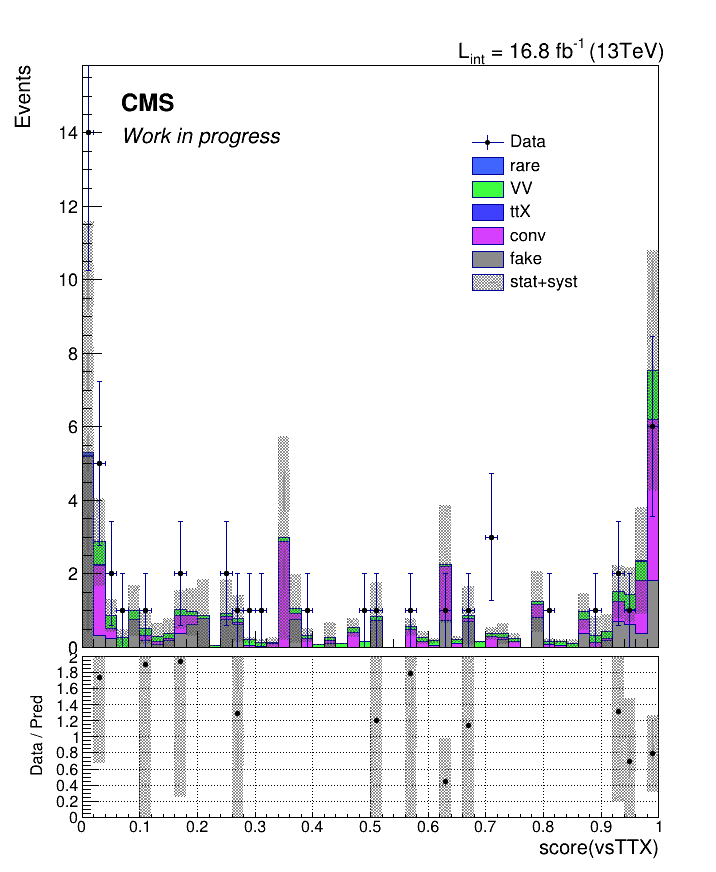 L_int = 16.8 fb^-1 (13TeV)
Events
CMS
Work in progress
Data
rare
VV
ttX
conv
fake
stat+syst
14
12
10
8
6
4
2
0
Data / Pred
2
1.8
1.6
1.4
1.2
1
0.8
0.6
0.4
0.2
0
0 0.1 0.2 0.3 0.4 0.5 0.6 0.7 0.8 0.9 1
score(vsTTX)